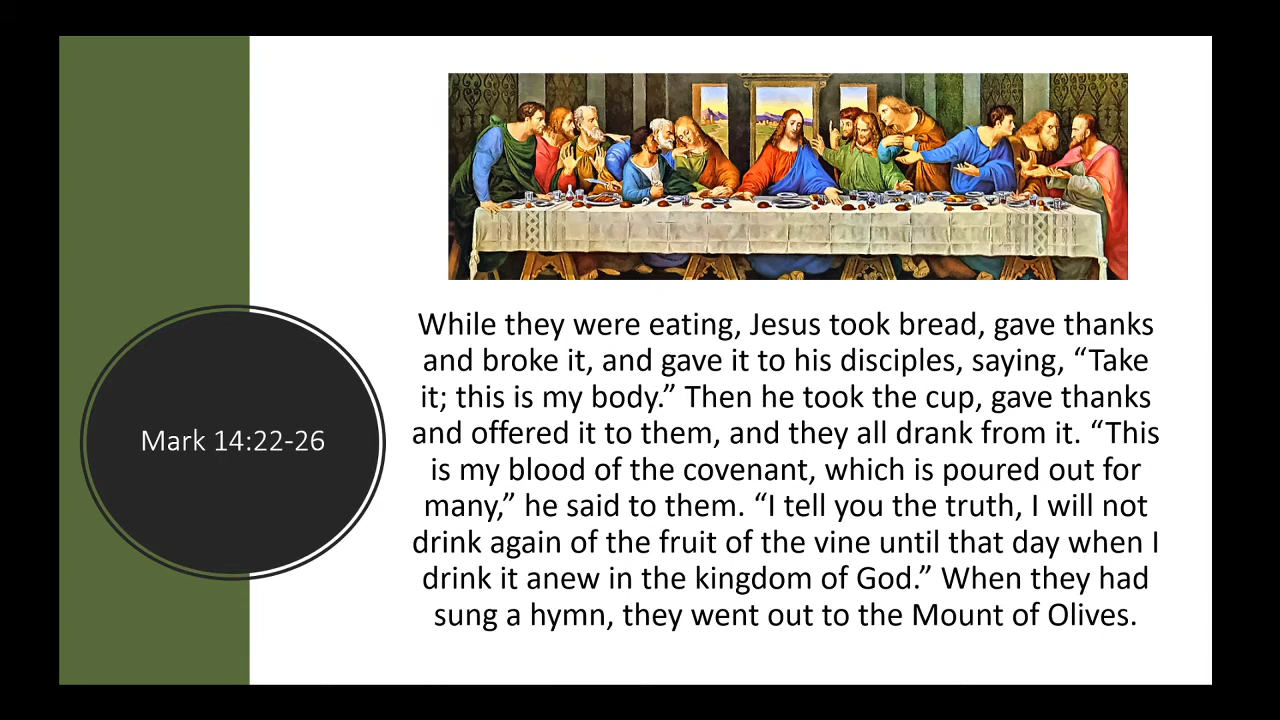 Mark 14:22-26
While they were eating, Jesus took bread, gave thanks
and broke it, and gave it to his disciples, saying, “Take
it; this is my body.” Then he took the cup, gave thanks
and offered it to them, and they all drank from it. “This
is my blood of the covenant, which is poured out for
many,” he said to them. “I tell you the truth, I will not
drink again of the fruit of the vine until that day when I
drink it anew in the kingdom of God.” When they had
sung a hymn, they went out to the Mount of Olives.